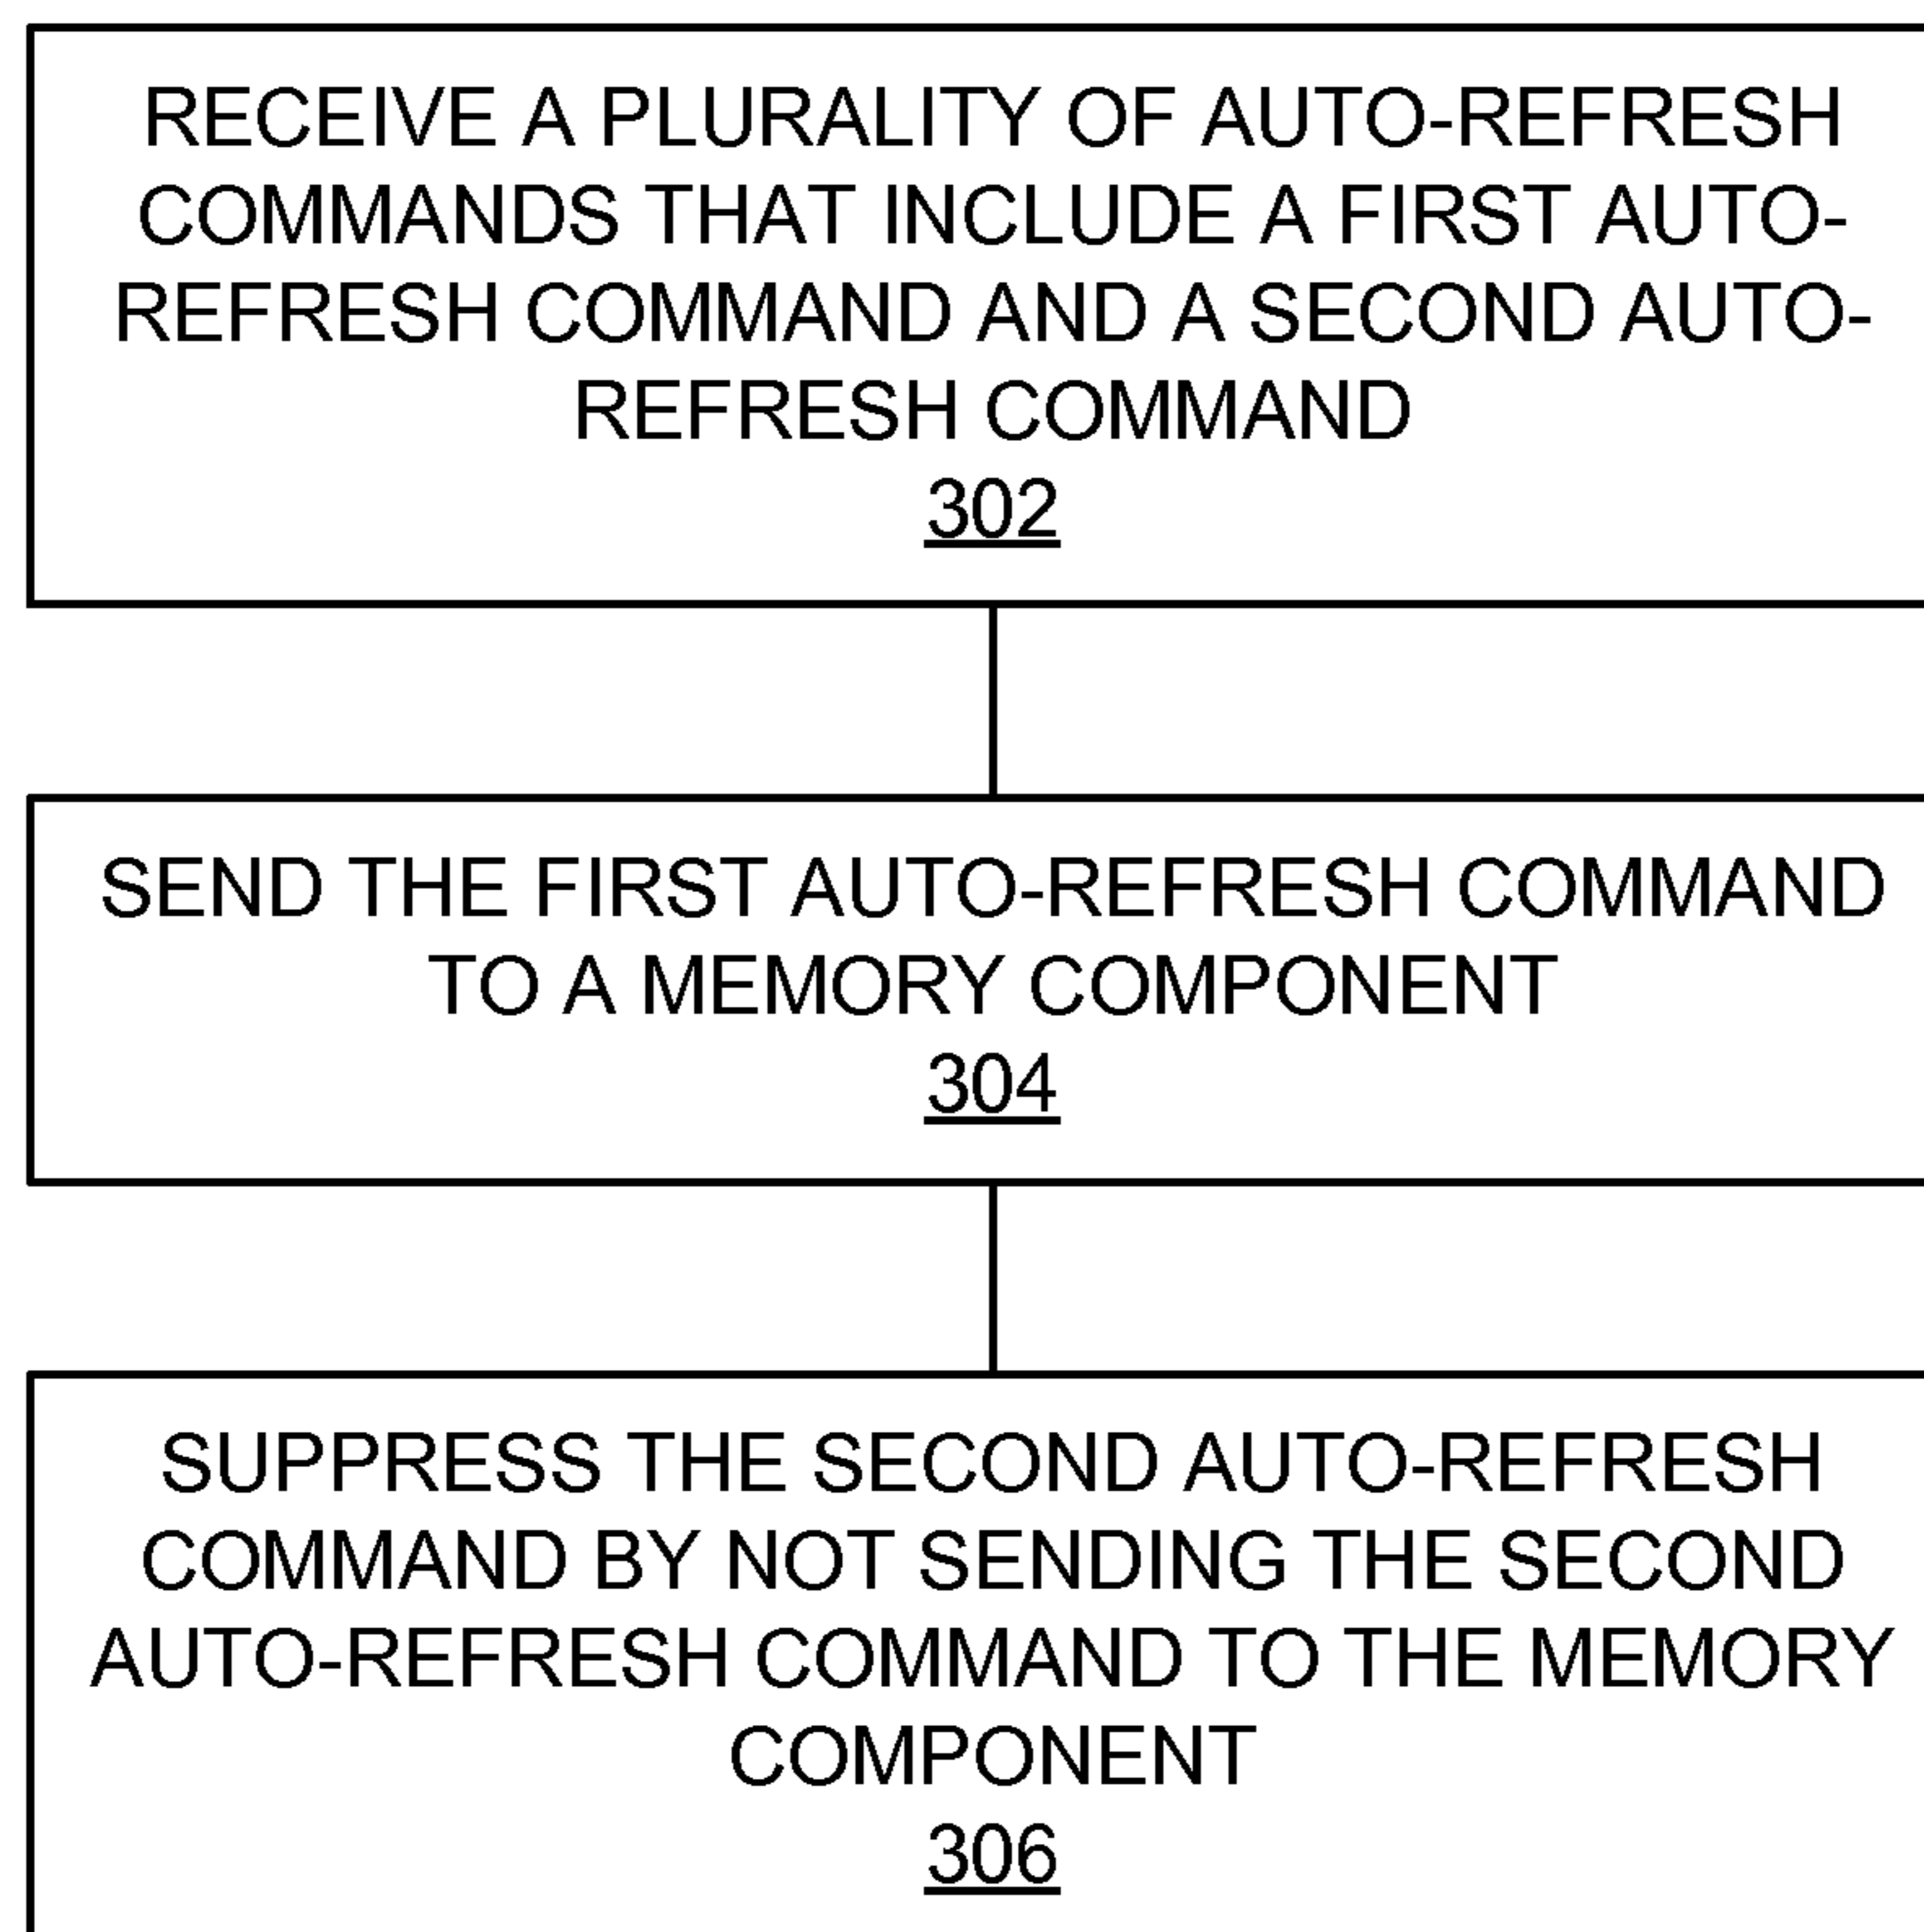 RECEIVE A PLURALITY OF AUTO-REFRESH
COMMANDS THAT INCLUDE A FIRST AUTO-
REFRESH COMMAND AND A SECOND AUTO-
REFRESH COMMAND
302
SEND THE FIRST AUTO-REFRESH COMMAND
TO A MEMORY COMPONENT
304
SUPPRESS THE SECOND AUTO-REFRESH
COMMAND BY NOT SENDING THE SECOND
AUTO-REFRESH COMMAND TO THE MEMORY
COMPONENT
306